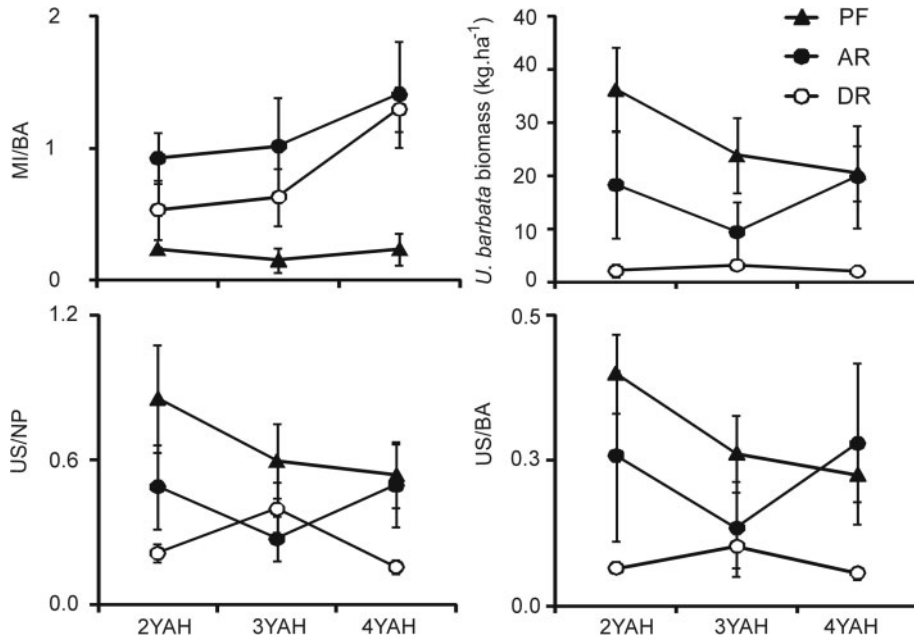 2
1
0
MI/BA
40
40
30
20
10
0
U. barbata biomass (kg.ha⁻¹)
PF
AR
DR
1.2
0.6
0.0
US/NP
2YAH 3YAH 4YAH
0.5
0.3
0.0
US/BA
2YAH 3YAH 4YAH